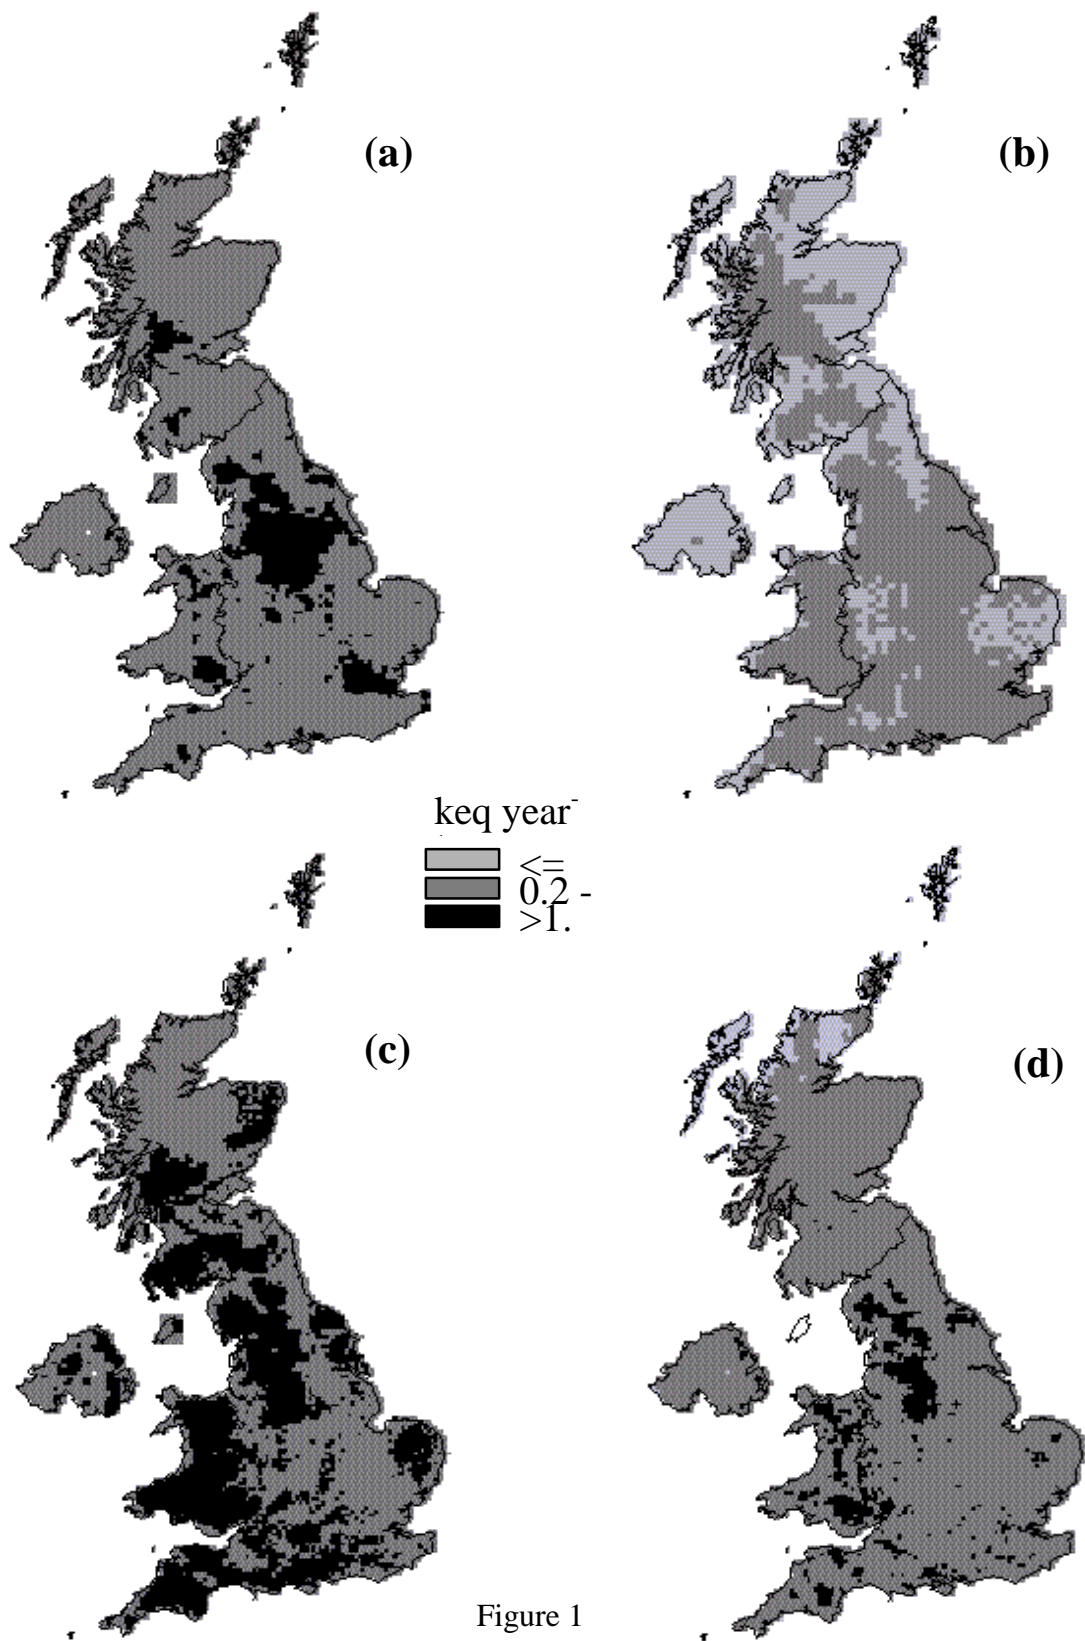 (a)
(b)
keq year-
<=
0.2 -
>1.
(c)
(d)
Figure 1